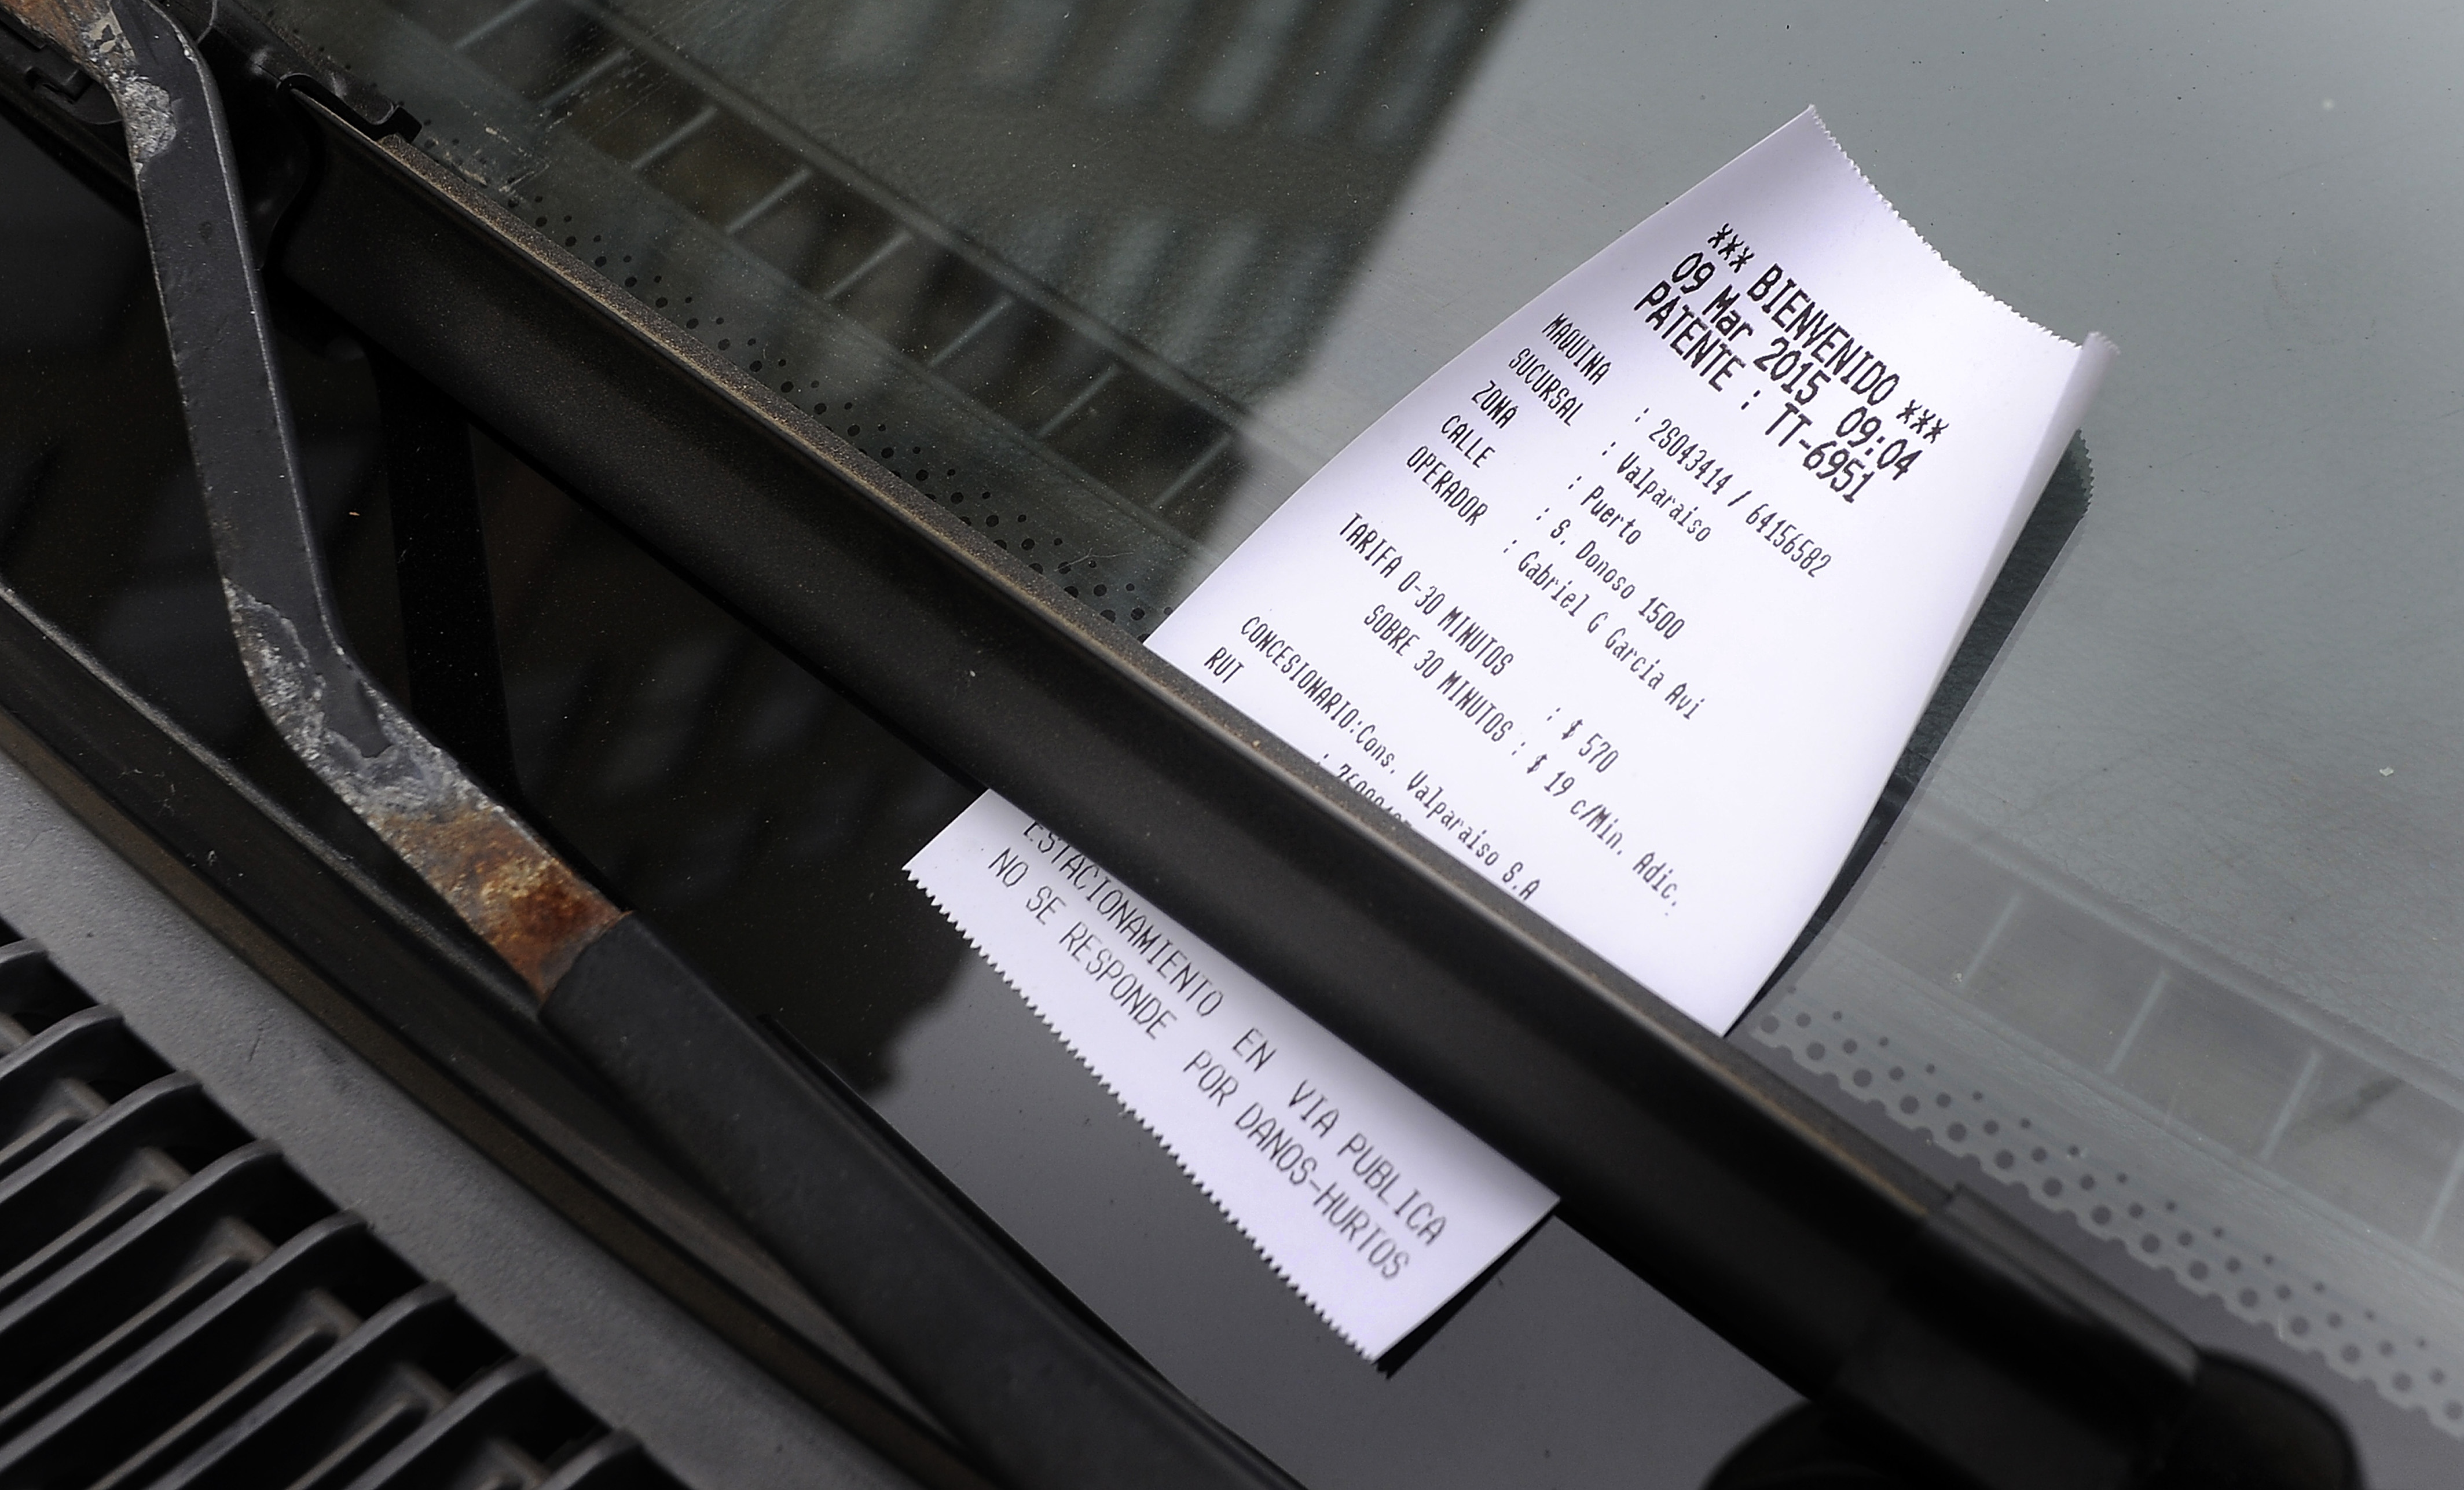 *** BIENVENIDO ***
09 Mar 2015 09:04
PATENTE : TT-6951
MAQUINA : 2S043414 / 64156582
SUCURSAL : Valparaiso
ZONA : Puerto
CALLE : S. Donoso 1500
OPERADOR : Gabriel G Garcia Avi
TARIFA 0-30 MINUTOS : $ 570
SOBRE 30 MINUTOS : $ 19 c/Min. Adic.
CONCESIONARIO:Cons. Valparaiso S.A
RUT :
ESTACIONAMIENTO EN VIA PUBLICA
NO SE RESPONDE POR DANOS-HURTOS